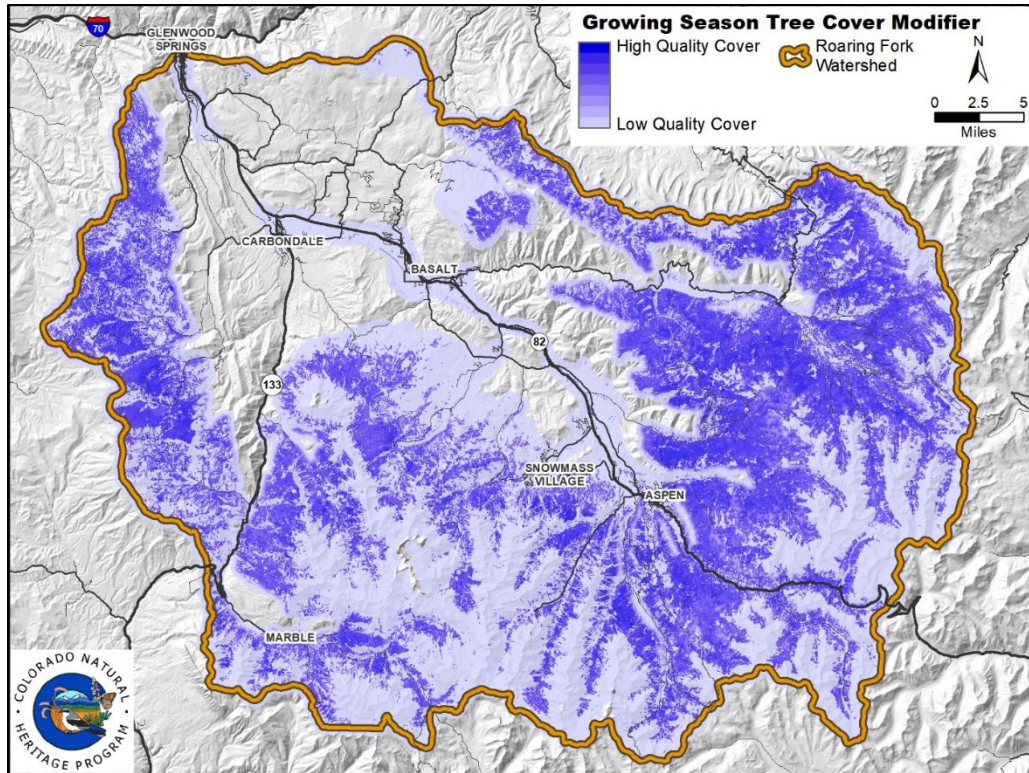 Growing Season Tree Cover Modifier
High Quality Cover
Low Quality Cover
Roaring Fork
Watershed
N
0 2.5 5
Miles
70
GLENWOOD
SPRINGS
CARBONDALE
BASALT
82
133
SNOWMASS
VILLAGE
ASPEN
MARBLE
COLORADO NATURAL
HERITAGE PROGRAM